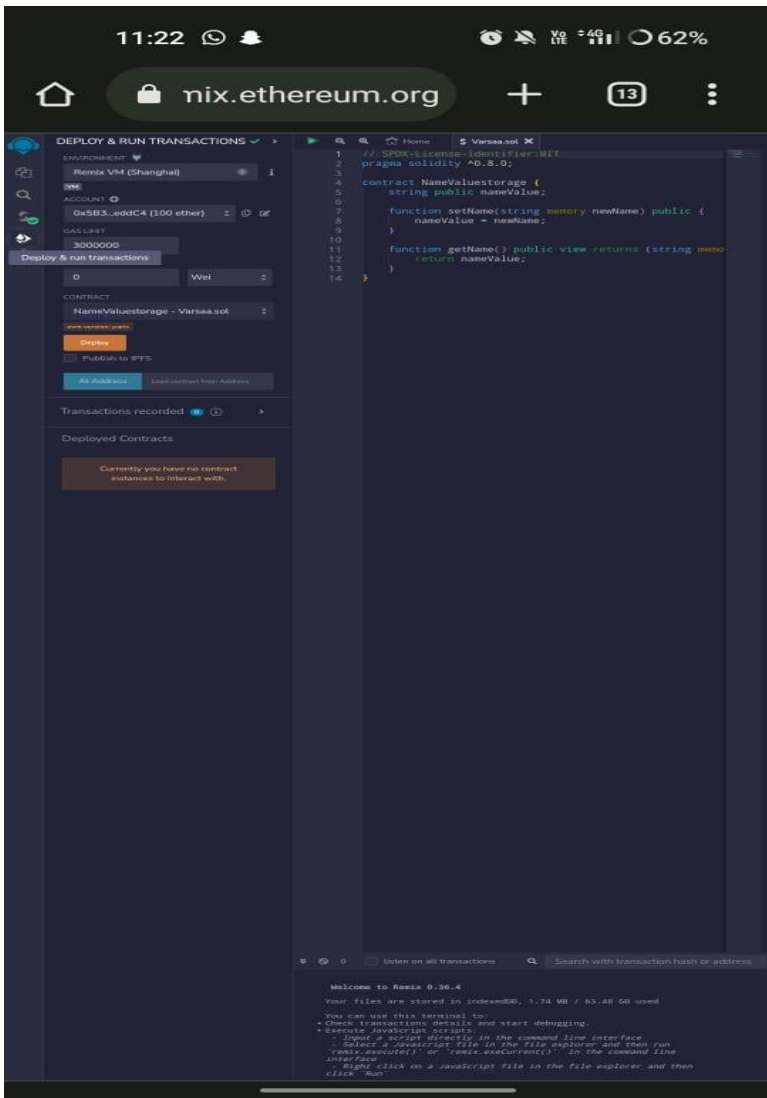 11:22
Vo LTE 4G 62%
nix.ethereum.org
13
DEPLOY & RUN TRANSACTIONS
ENVIRONMENT
Remix VM (Shanghai)
VM
ACCOUNT
0x5B3...eddC4 (100 ether)
GAS LIMIT
3000000
Deploy & run transactions
0 Wei
CONTRACT
NameValuestorage - Varsaa.sol
evm version: paris
Deploy
Publish to IPFS
At Address Load contract from Address
Transactions recorded 0 i
Deployed Contracts
Currently you have no contract
instances to interact with.
Home Varsaa.sol
1 // SPDX-License-Identifier:MIT
2 pragma solidity ^0.8.0;
3
4 contract NameValuestorage {
5 string public nameValue;
6
7 function setName(string memory newName) public {
8 nameValue = newName;
9 }
10
11 function getName() public view returns (string memo
12 return nameValue;
13 }
14 }
0 listen on all transactions Search with transaction hash or address
Welcome to Remix 0.36.4
Your files are stored in indexedDB, 1.74 MB / 63.48 GB used
You can use this terminal to:
• Check transactions details and start debugging.
• Execute JavaScript scripts:
- Input a script directly in the command line interface
- Select a Javascript file in the file explorer and then run
`remix.execute()` or `remix.exeCurrent()` in the command line
interface
- Right click on a JavaScript file in the file explorer and then
click `Run`